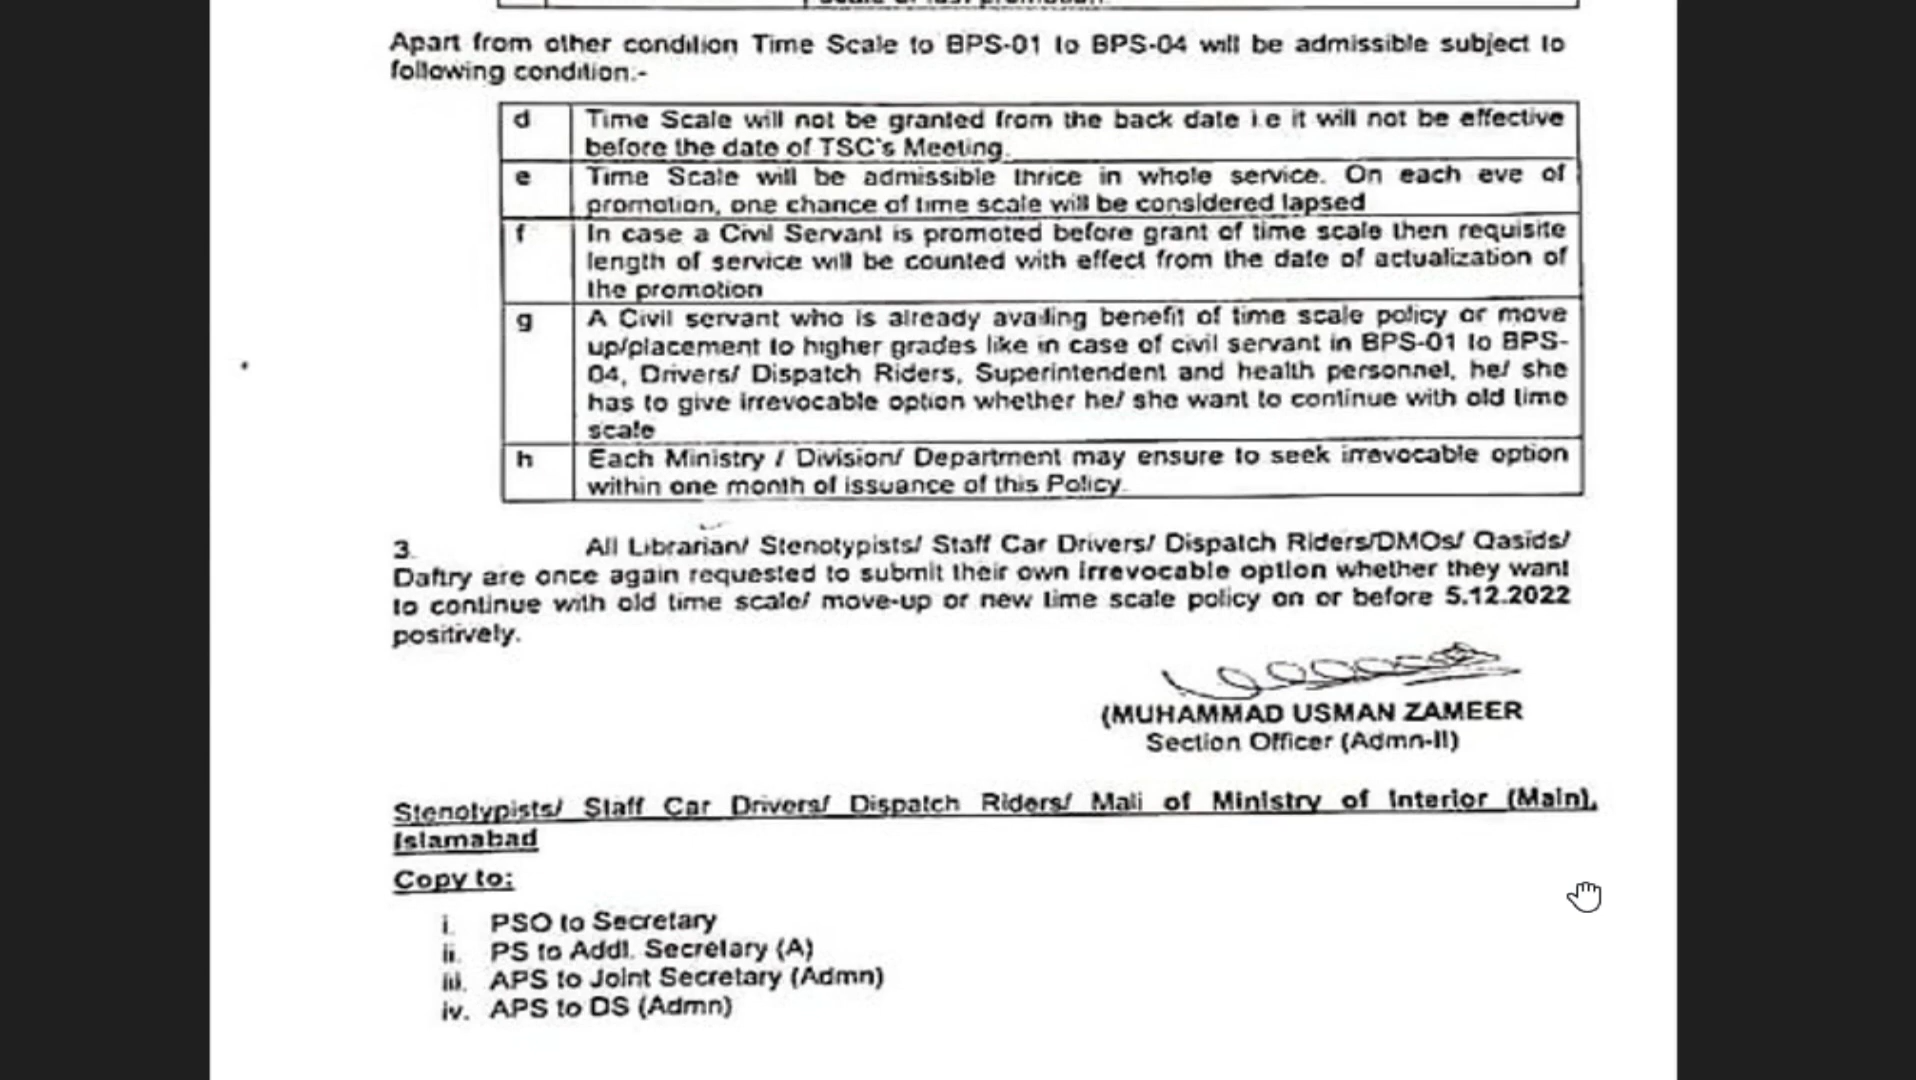 Apart from other condition Time Scale to BPS-01 to BPS-04 will be admissible subject to
following condition:-
d Time Scale will not be granted from the back date i.e it will not be effective
before the date of TSC's Meeting.
e Time Scale will be admissible thrice in whole service. On each eve of
promotion, one chance of time scale will be considered lapsed
f In case a Civil Servant is promoted before grant of time scale then requisite
length of service will be counted with effect from the date of actualization of
the promotion
g A Civil servant who is already availing benefit of time scale policy or move
up/placement to higher grades like in case of civil servant in BPS-01 to BPS-
04, Drivers/ Dispatch Riders, Superintendent and health personnel, he/ she
has to give irrevocable option whether he/ she want to continue with old time
scale
h Each Ministry / Division/ Department may ensure to seek irrevocable option
within one month of issuance of this Policy.
3. All Librarian/ Stenotypists/ Staff Car Drivers/ Dispatch Riders/DMOs/ Qasids/
Daftry are once again requested to submit their own irrevocable option whether they want
to continue with old time scale/ move-up or new time scale policy on or before 5.12.2022
positively.
(MUHAMMAD USMAN ZAMEER
Section Officer (Admn-II)
Stenotypists/ Staff Car Drivers/ Dispatch Riders/ Mali of Ministry of Interior (Main),
Islamabad
Copy to:
i. PSO to Secretary
ii. PS to Addl. Secretary (A)
iii. APS to Joint Secretary (Admn)
iv. APS to DS (Admn)